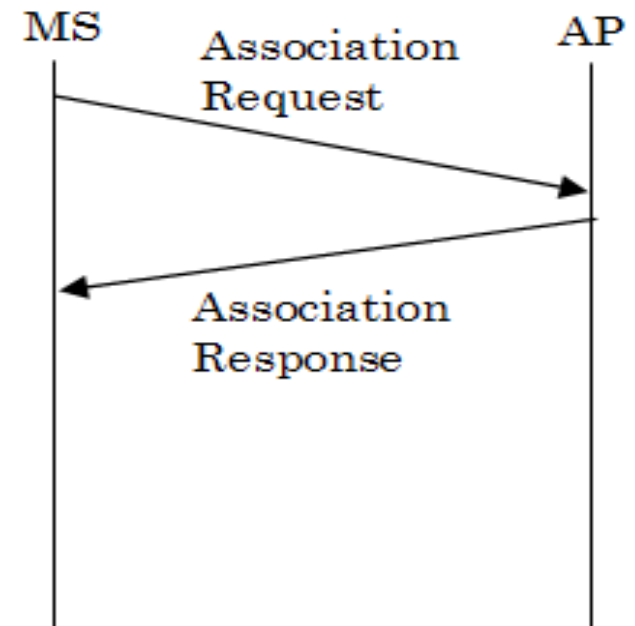 MS
AP
Association
Request
Association
Response